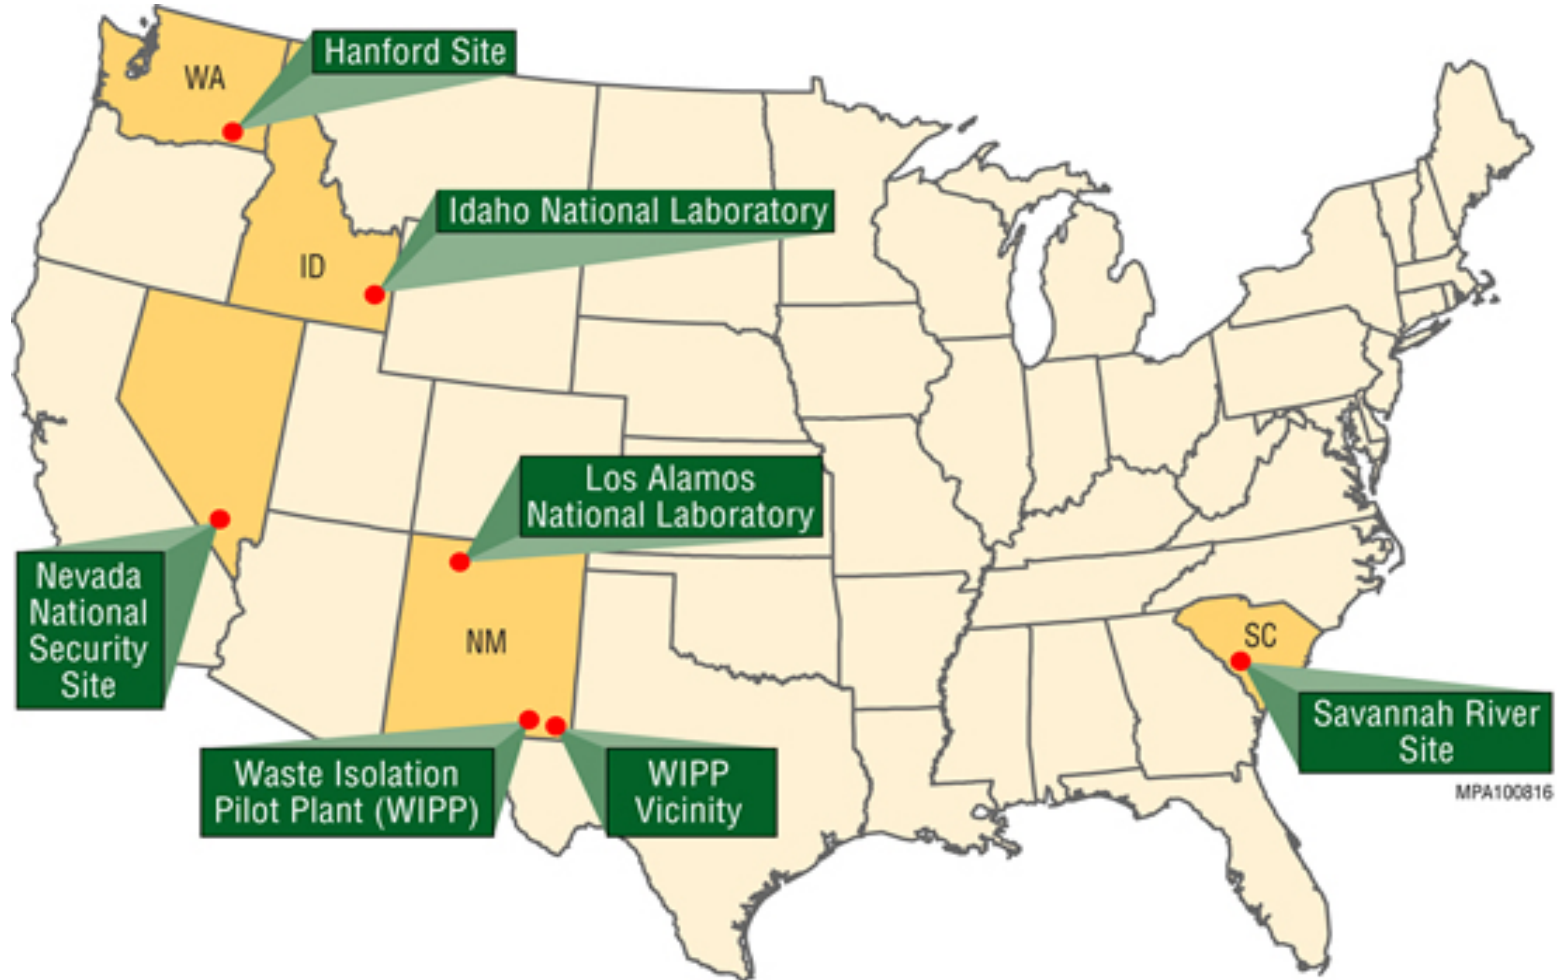 Hanford Site
WA
Idaho National Laboratory
ID
Los Alamos
National Laboratory
Nevada
National
Security
Site
NM
SC
Savannah River
Site
Waste Isolation
Pilot Plant (WIPP)
WIPP
Vicinity
MPA100816